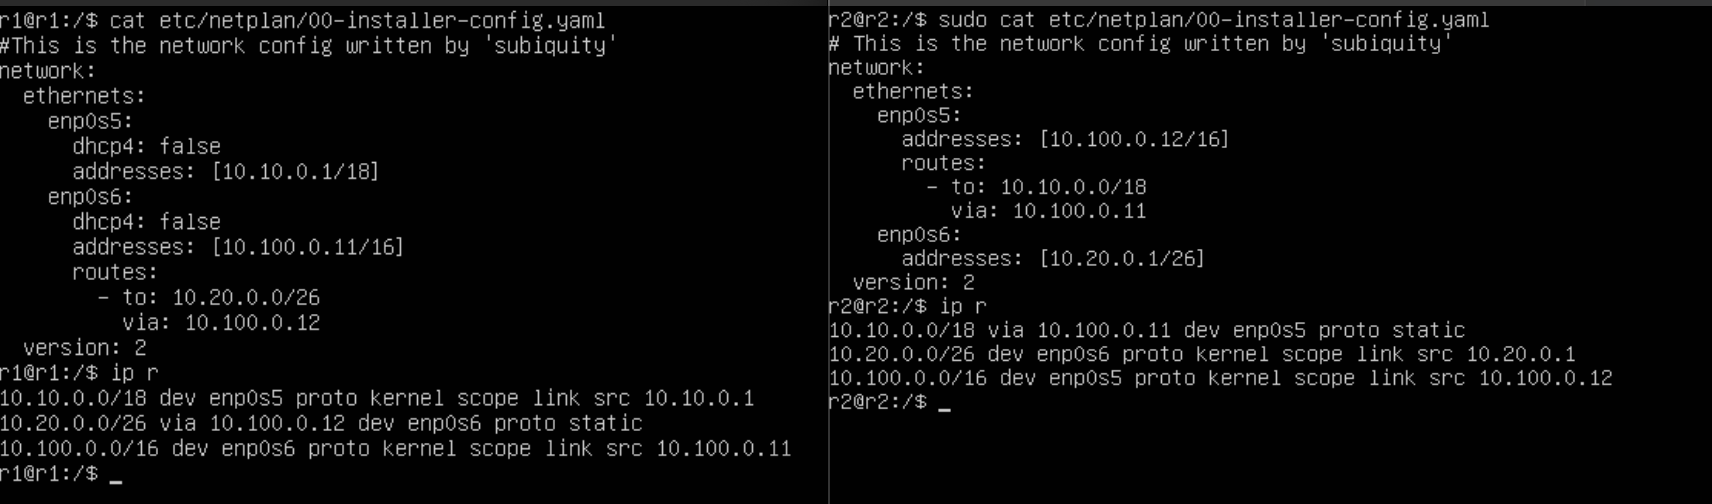 r1@r1:/$ cat etc/netplan/00-installer-config.yaml
#This is the network config written by 'subiquity'
network:
  ethernets:
    enp0s5:
      dhcp4: false
      addresses: [10.10.0.1/18]
    enp0s6:
      dhcp4: false
      addresses: [10.100.0.11/16]
      routes:
        - to: 10.20.0.0/26
          via: 10.100.0.12
  version: 2
r1@r1:/$ ip r
10.10.0.0/18 dev enp0s5 proto kernel scope link src 10.10.0.1
10.20.0.0/26 via 10.100.0.12 dev enp0s6 proto static
10.100.0.0/16 dev enp0s6 proto kernel scope link src 10.100.0.11
r1@r1:/$ _
r2@r2:/$ sudo cat etc/netplan/00-installer-config.yaml
# This is the network config written by 'subiquity'
network:
  ethernets:
    enp0s5:
      addresses: [10.100.0.12/16]
      routes:
        - to: 10.10.0.0/18
          via: 10.100.0.11
    enp0s6:
      addresses: [10.20.0.1/26]
  version: 2
r2@r2:/$ ip r
10.10.0.0/18 via 10.100.0.11 dev enp0s5 proto static
10.20.0.0/26 dev enp0s6 proto kernel scope link src 10.20.0.1
10.100.0.0/16 dev enp0s5 proto kernel scope link src 10.100.0.12
r2@r2:/$ _